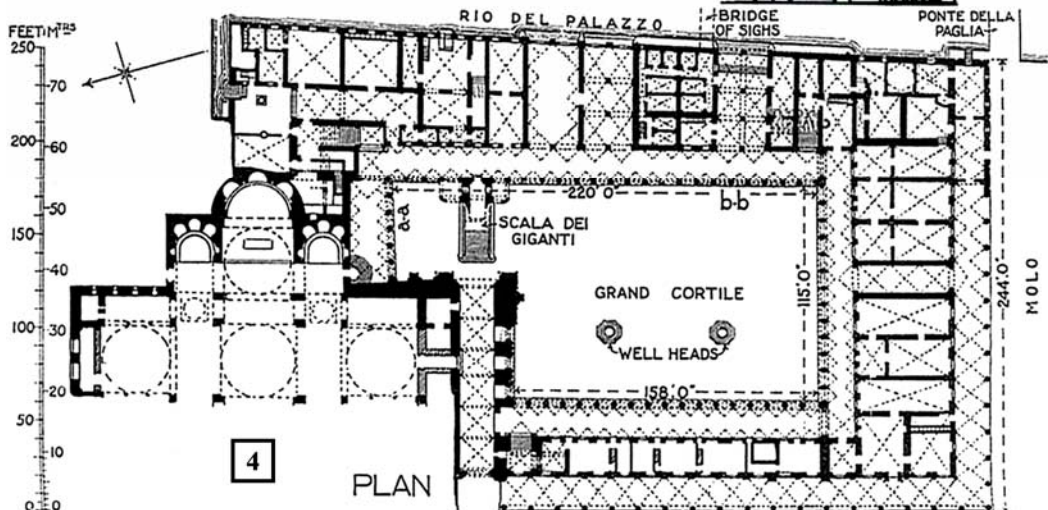 FEET MTRS
RIO DEL PALAZZO
BRIDGE
OF SIGHS
PONTE DELLA
PAGLIA
250
70
200
60
50
150
40
100
30
20
50
10
0
0
220'0"
a-a
b-b
SCALA DEI
GIGANTI
GRAND CORTILE
115'.0"
244'.0"
MOLO
WELL HEADS
158'.0"
4
PLAN